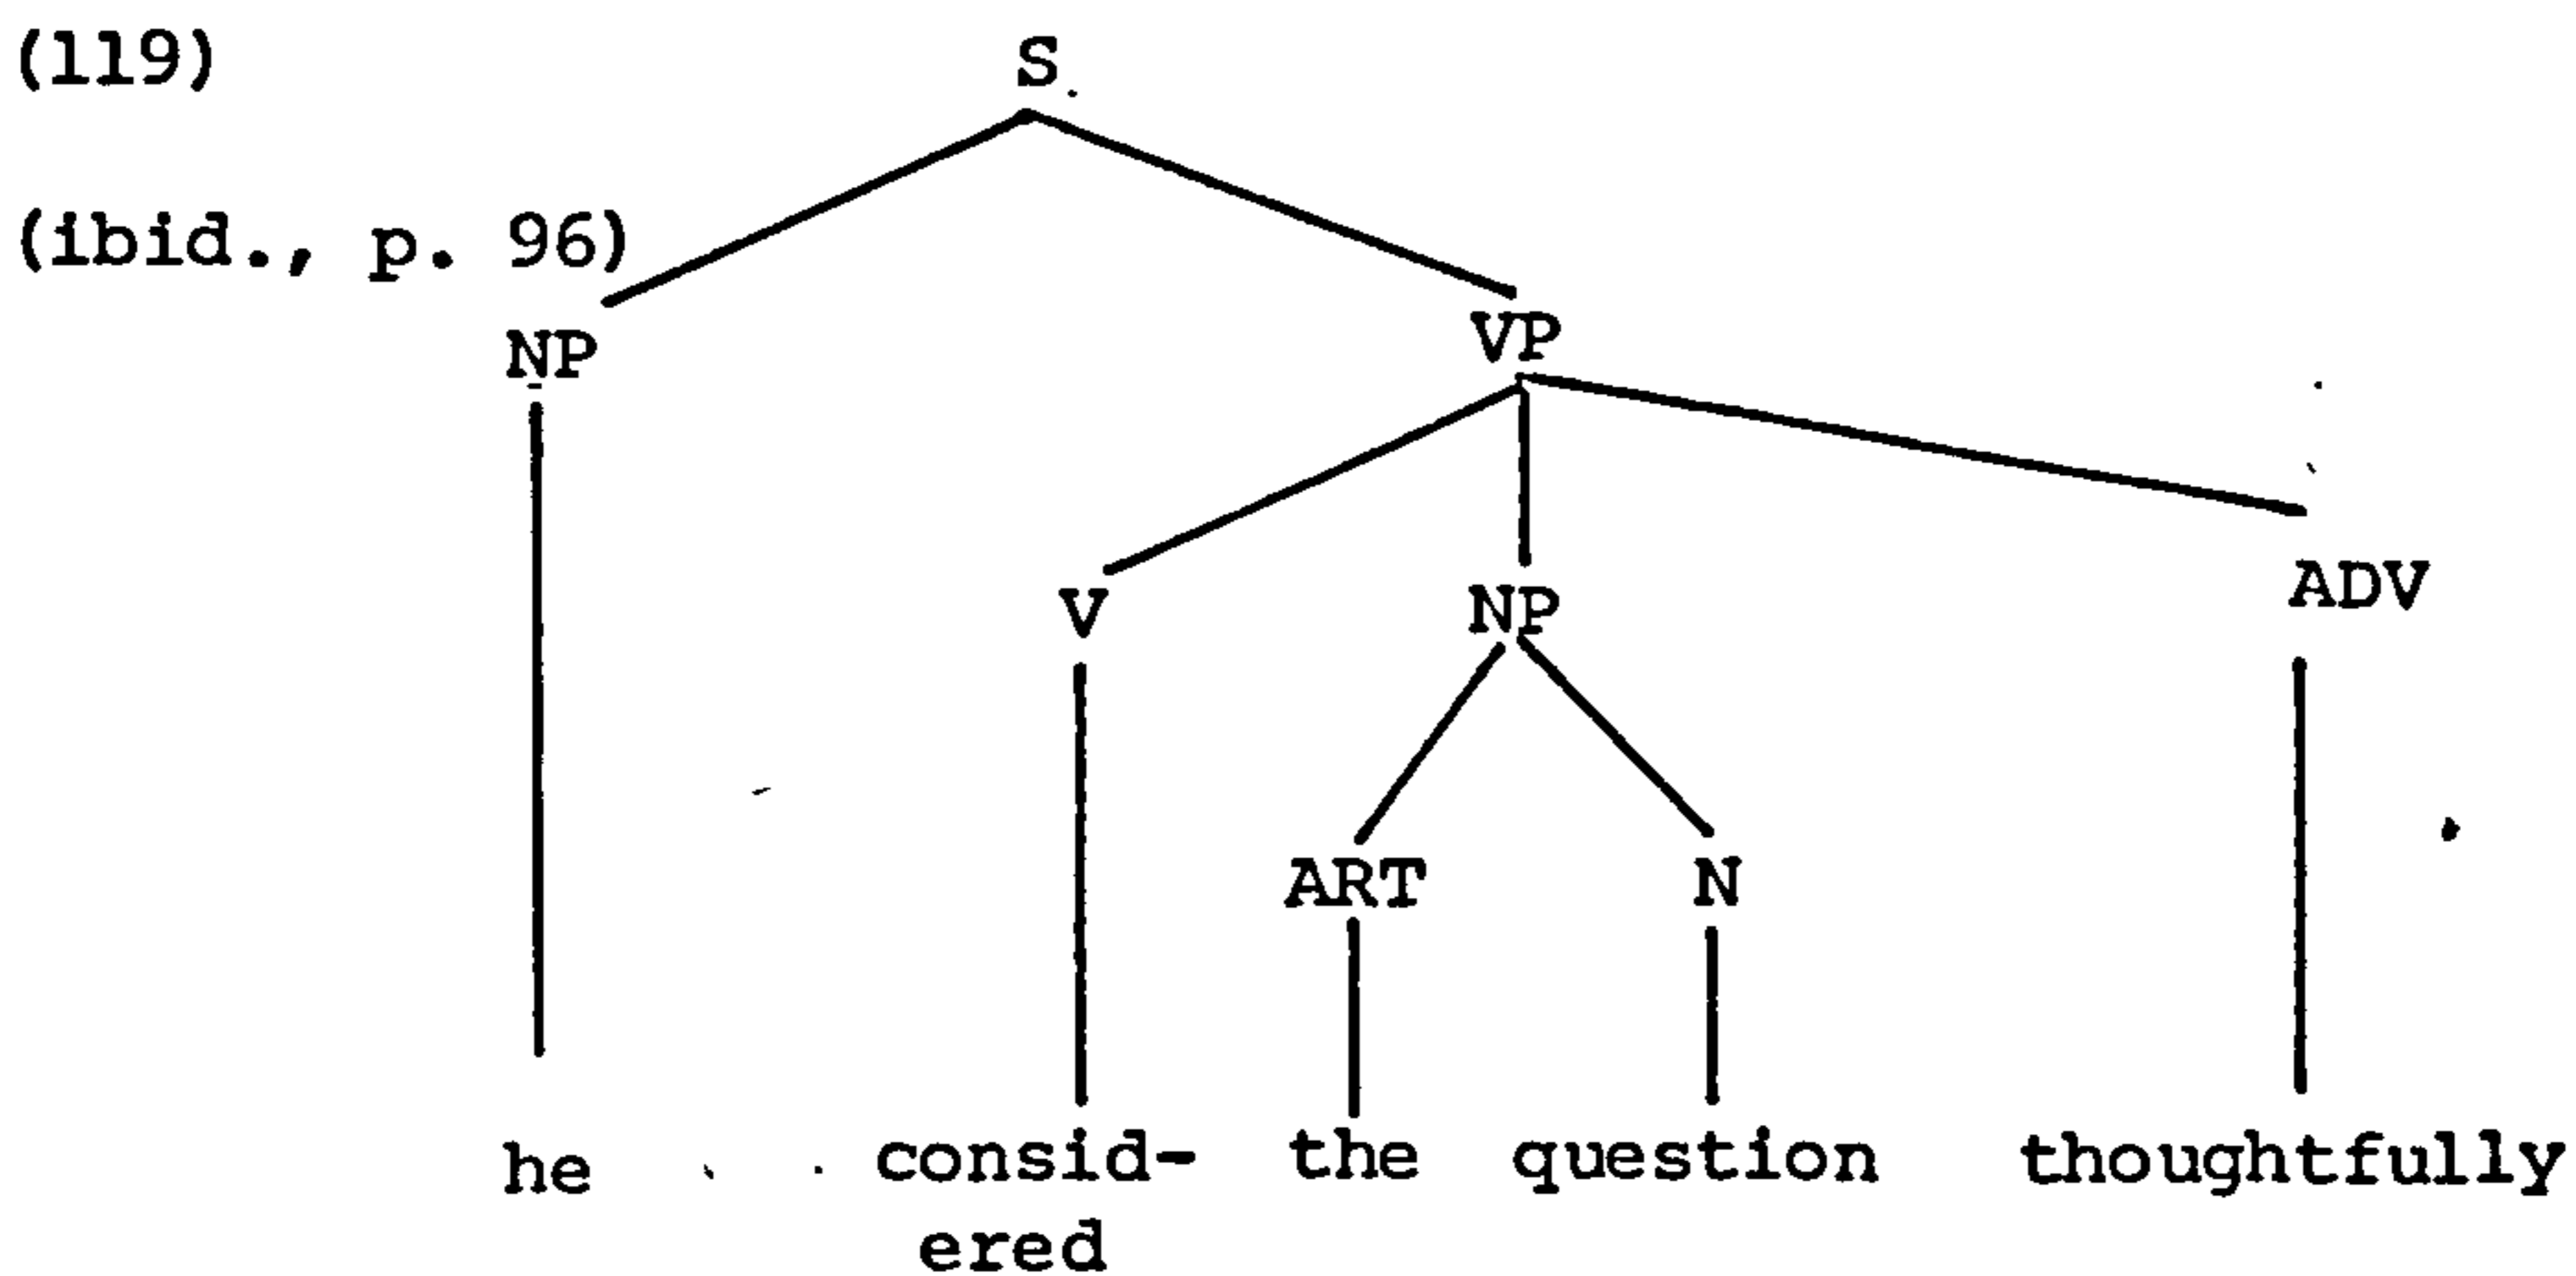 (119)
S
(ibid., p. 96)
NP
VP
V
NP
ADV
ART
N
he consid- the question thoughtfully
ered